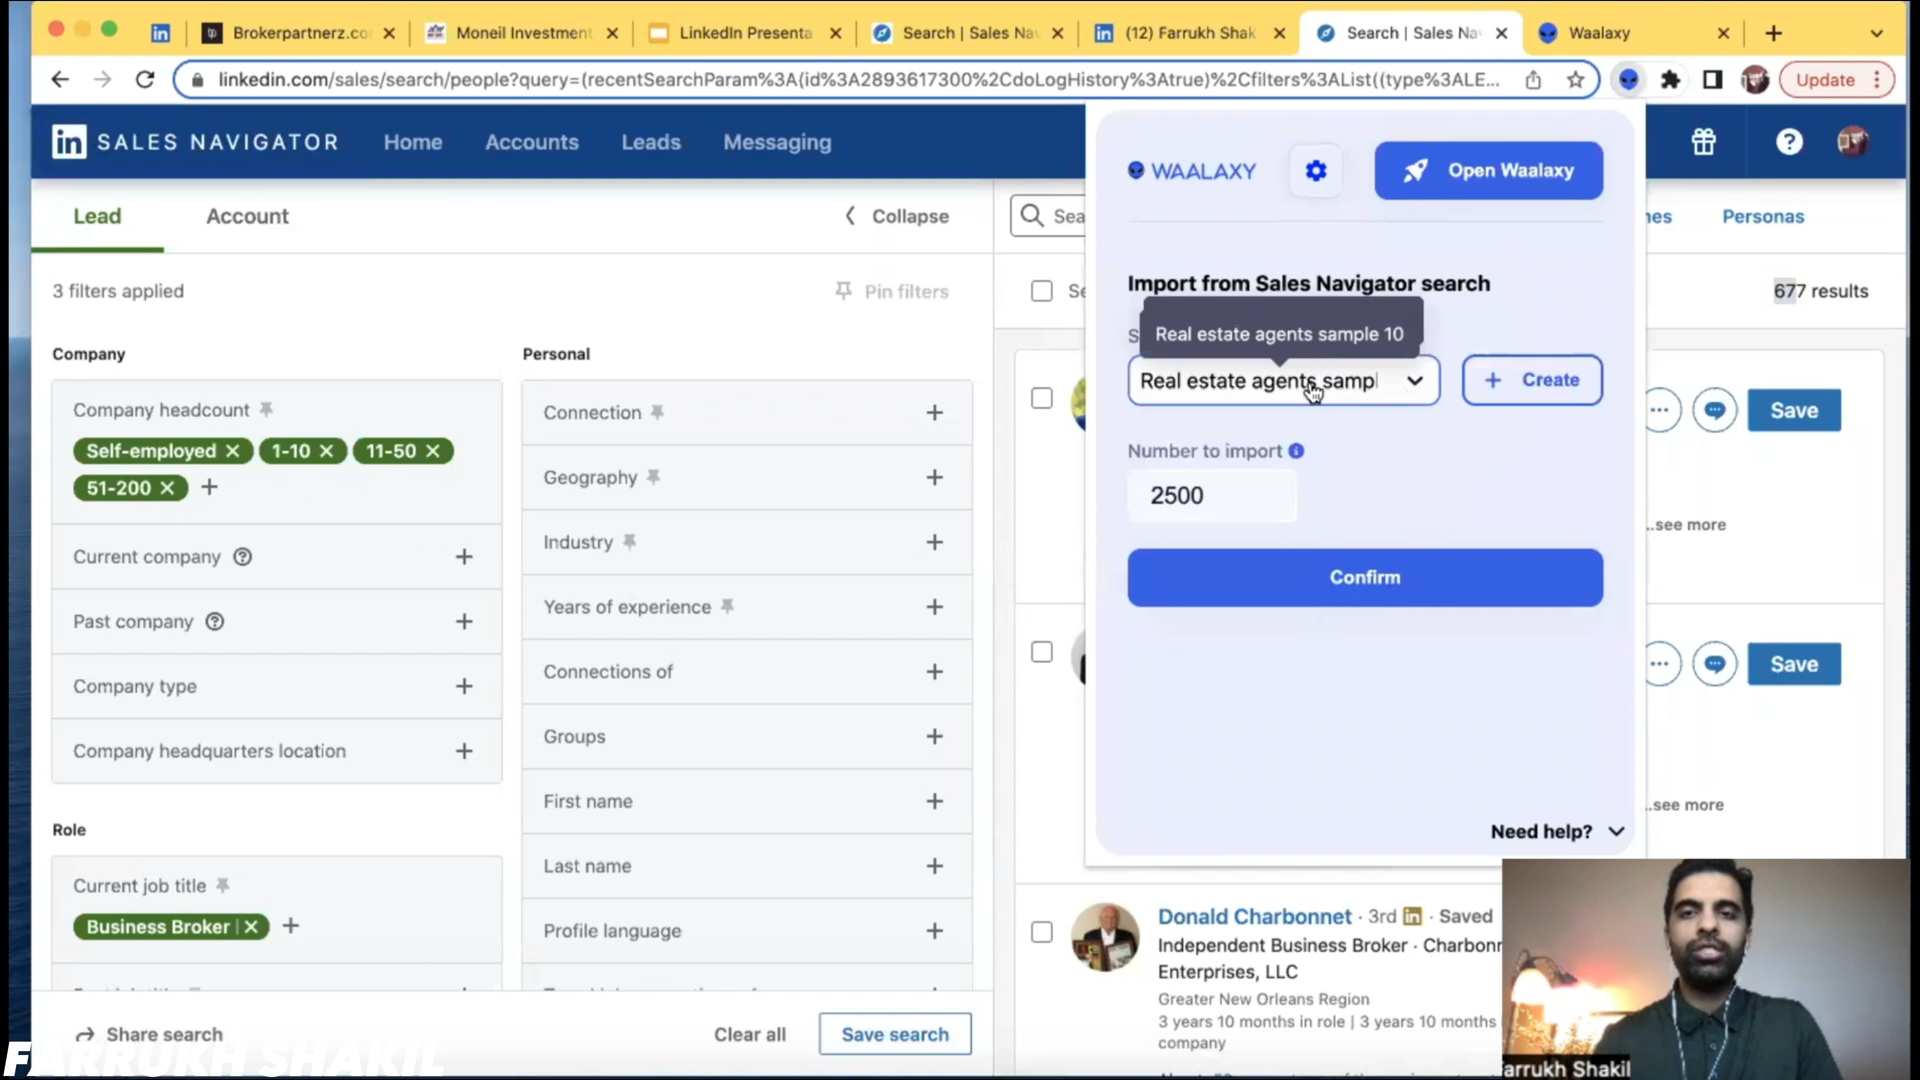 Brokerpartnerz.co
Moneil Investment
LinkedIn Presenta
Search | Sales Na
(12) Farrukh Shak
Search | Sales Na
Waalaxy
linkedin.com/sales/search/people?query=(recentSearchParam%3A(id%3A2893617300%2CdoLogHistory%3Atrue)%2Cfilters%3AList((type%3ALE...
Update
in SALES NAVIGATOR
Home
Accounts
Leads
Messaging
WAALAXY
Open Waalaxy
Lead
Account
Collapse
Sea
nes
Personas
3 filters applied
Pin filters
Se
677 results
Import from Sales Navigator search
Real estate agents sample 10
Real estate agents sampl
+ Create
Number to import
2500
Confirm
Need help?
Company
Company headcount
Self-employed
1-10
11-50
51-200
Current company
Past company
Company type
Company headquarters location
Role
Current job title
Business Broker
Personal
Connection
Geography
Industry
Years of experience
Connections of
Groups
First name
Last name
Profile language
Save
...see more
Save
...see more
Donald Charbonnet · 3rd in · Saved
Independent Business Broker · Charbonn
Enterprises, LLC
Greater New Orleans Region
3 years 10 months in role | 3 years 10 months
company
Share search
Clear all
Save search
FARRUKH SHAKIL
arrukh Shakil